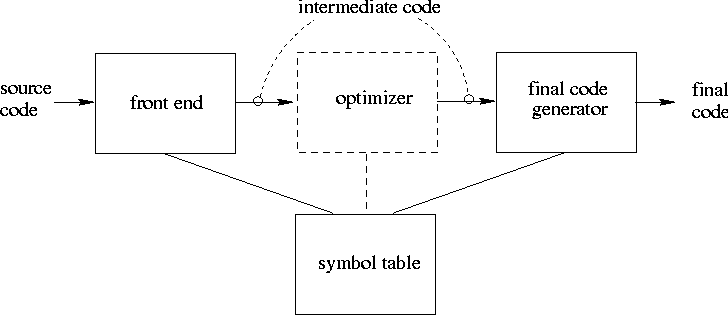 intermediate code
source
code
front end
optimizer
final code
generator
final
code
symbol table